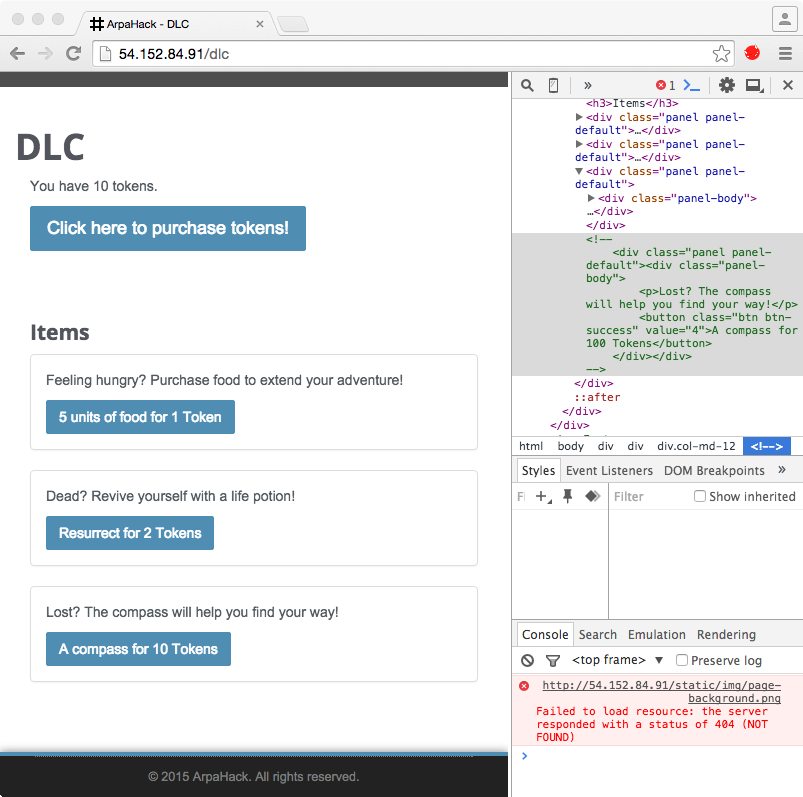 ArpaHack - DLC
54.152.84.91/dlc
DLC
You have 10 tokens.
Click here to purchase tokens!
Items
Feeling hungry? Purchase food to extend your adventure!
5 units of food for 1 Token
Dead? Revive yourself with a life potion!
Resurrect for 2 Tokens
Lost? The compass will help you find your way!
A compass for 10 Tokens
© 2015 ArpaHack. All rights reserved.
» 1
<h3>Items</h3>
<div class="panel panel-
default">…</div>
<div class="panel panel-
default">…</div>
<div class="panel panel-
default">
<div class="panel-body">
…</div>
</div>
<!--
<div class="panel panel-
default"><div class="panel-
body">
<p>Lost? The compass
will help you find your way!</p>
<button class="btn btn-
success" value="4">A compass for
100 Tokens</button>
</div></div>
-->
</div>
::after
</div>
</div>
html body div div div.col-md-12 <!-->
Styles Event Listeners DOM Breakpoints »
Filter Show inherited
Console Search Emulation Rendering
<top frame> ▼ Preserve log
http://54.152.84.91/static/img/page-
background.png
Failed to load resource: the server
responded with a status of 404 (NOT
FOUND)
>